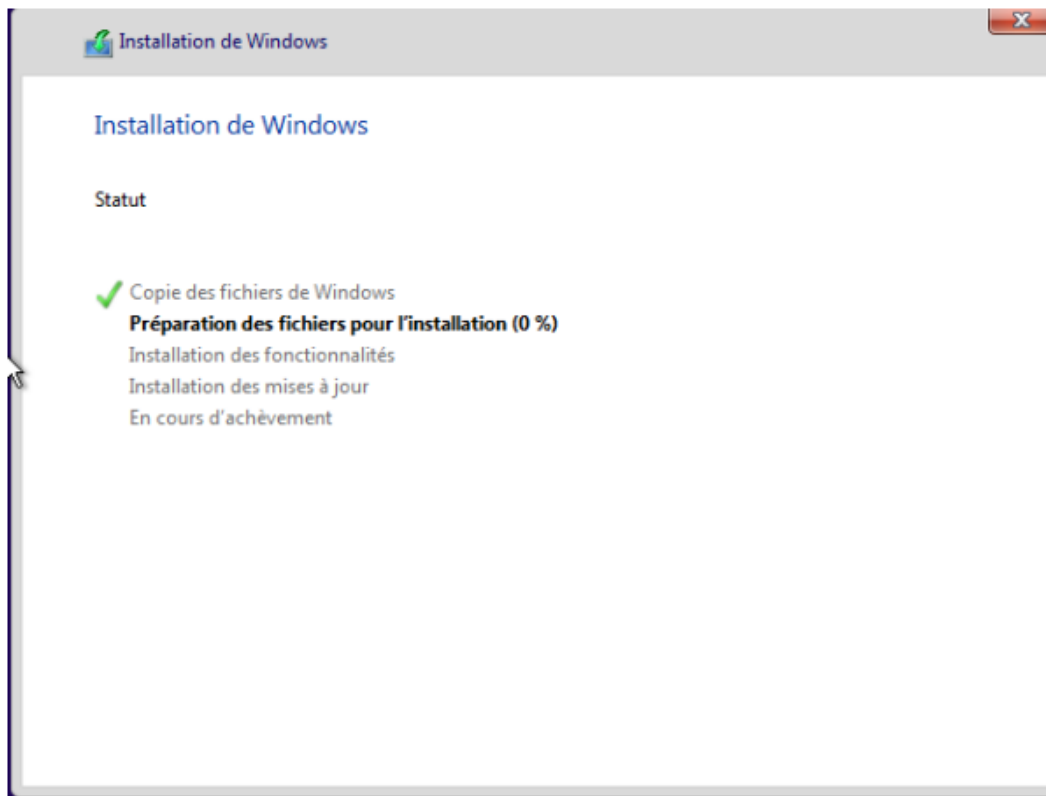 Installation de Windows
Installation de Windows
Statut
Copie des fichiers de Windows
Préparation des fichiers pour l'installation (0 %)
Installation des fonctionnalités
Installation des mises à jour
En cours d'achèvement